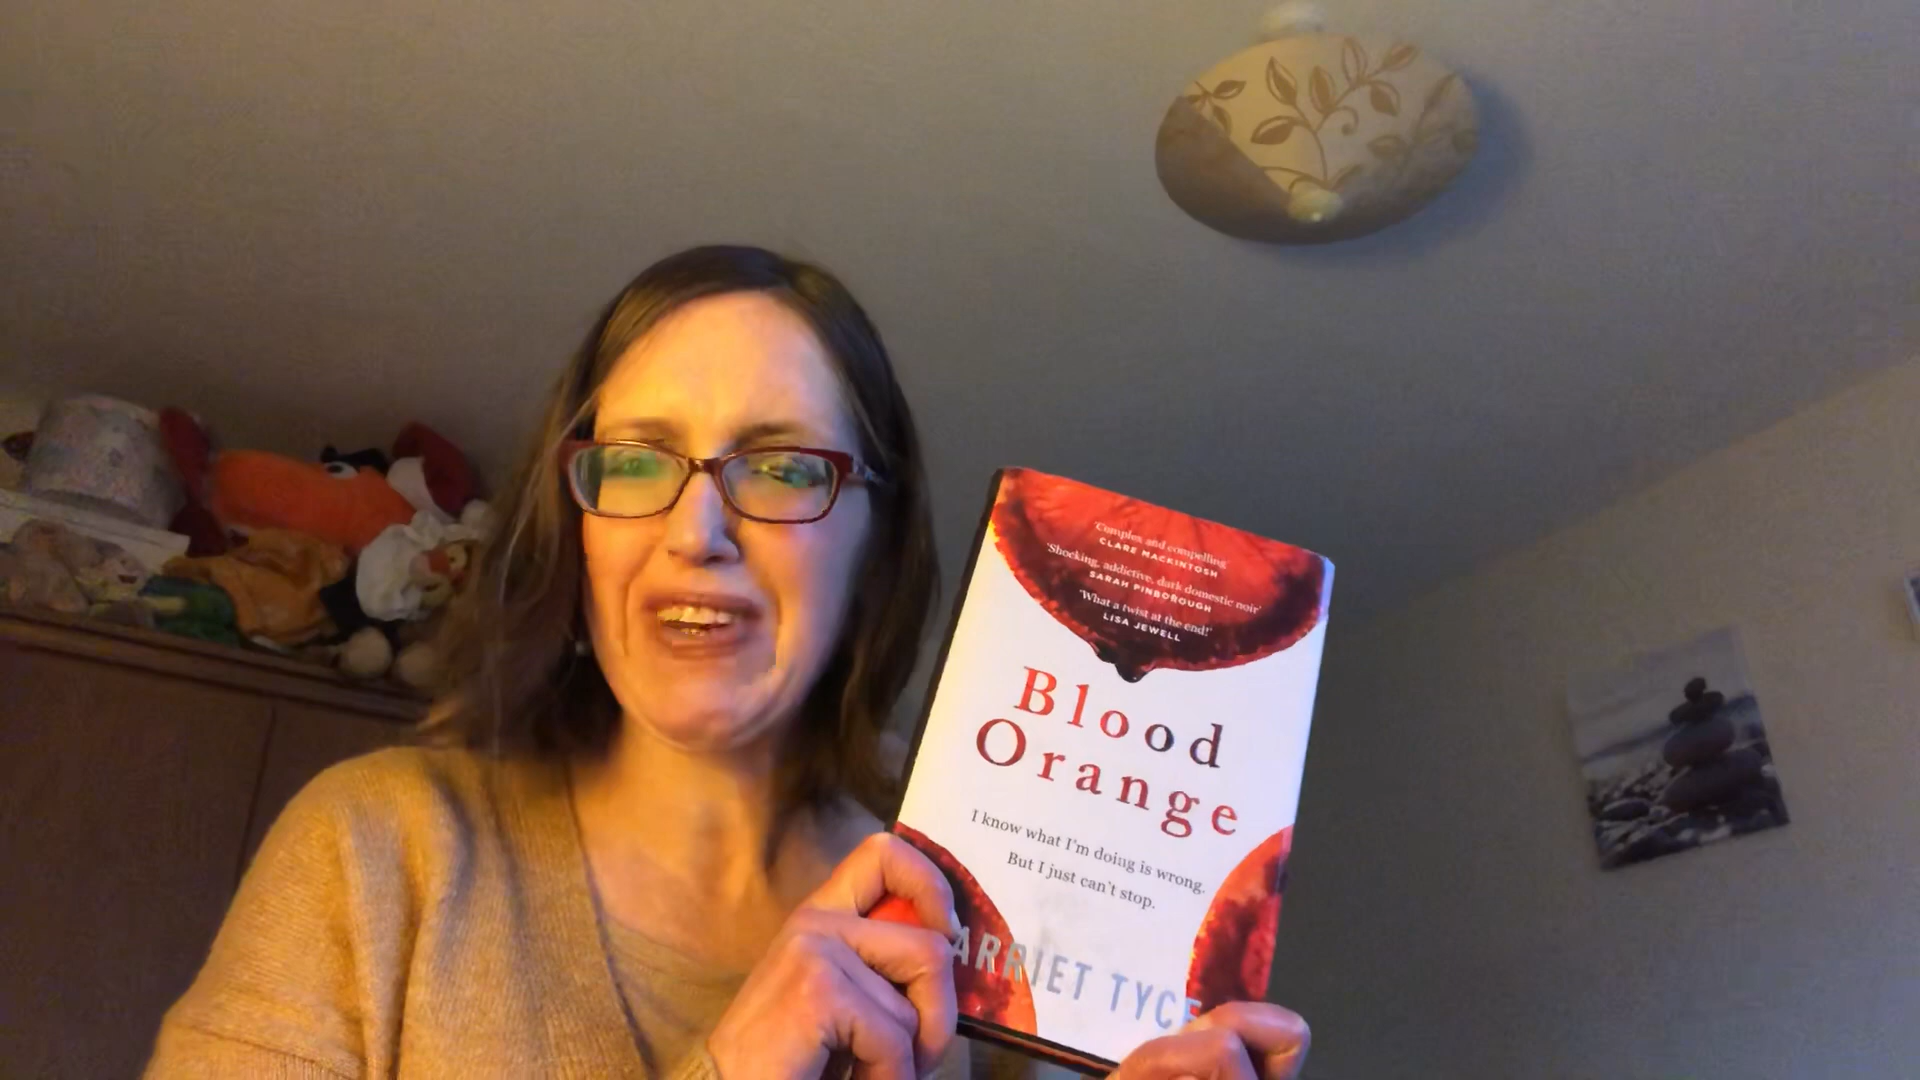 'Complex and compelling'
CLARE MACKINTOSH
'Shocking, addictive, dark domestic noir'
SARAH PINBOROUGH
'What a twist at the end!'
LISA JEWELL
Blood
Orange
I know what I'm doing is wrong.
But I just can't stop.
ARRIET TYCE